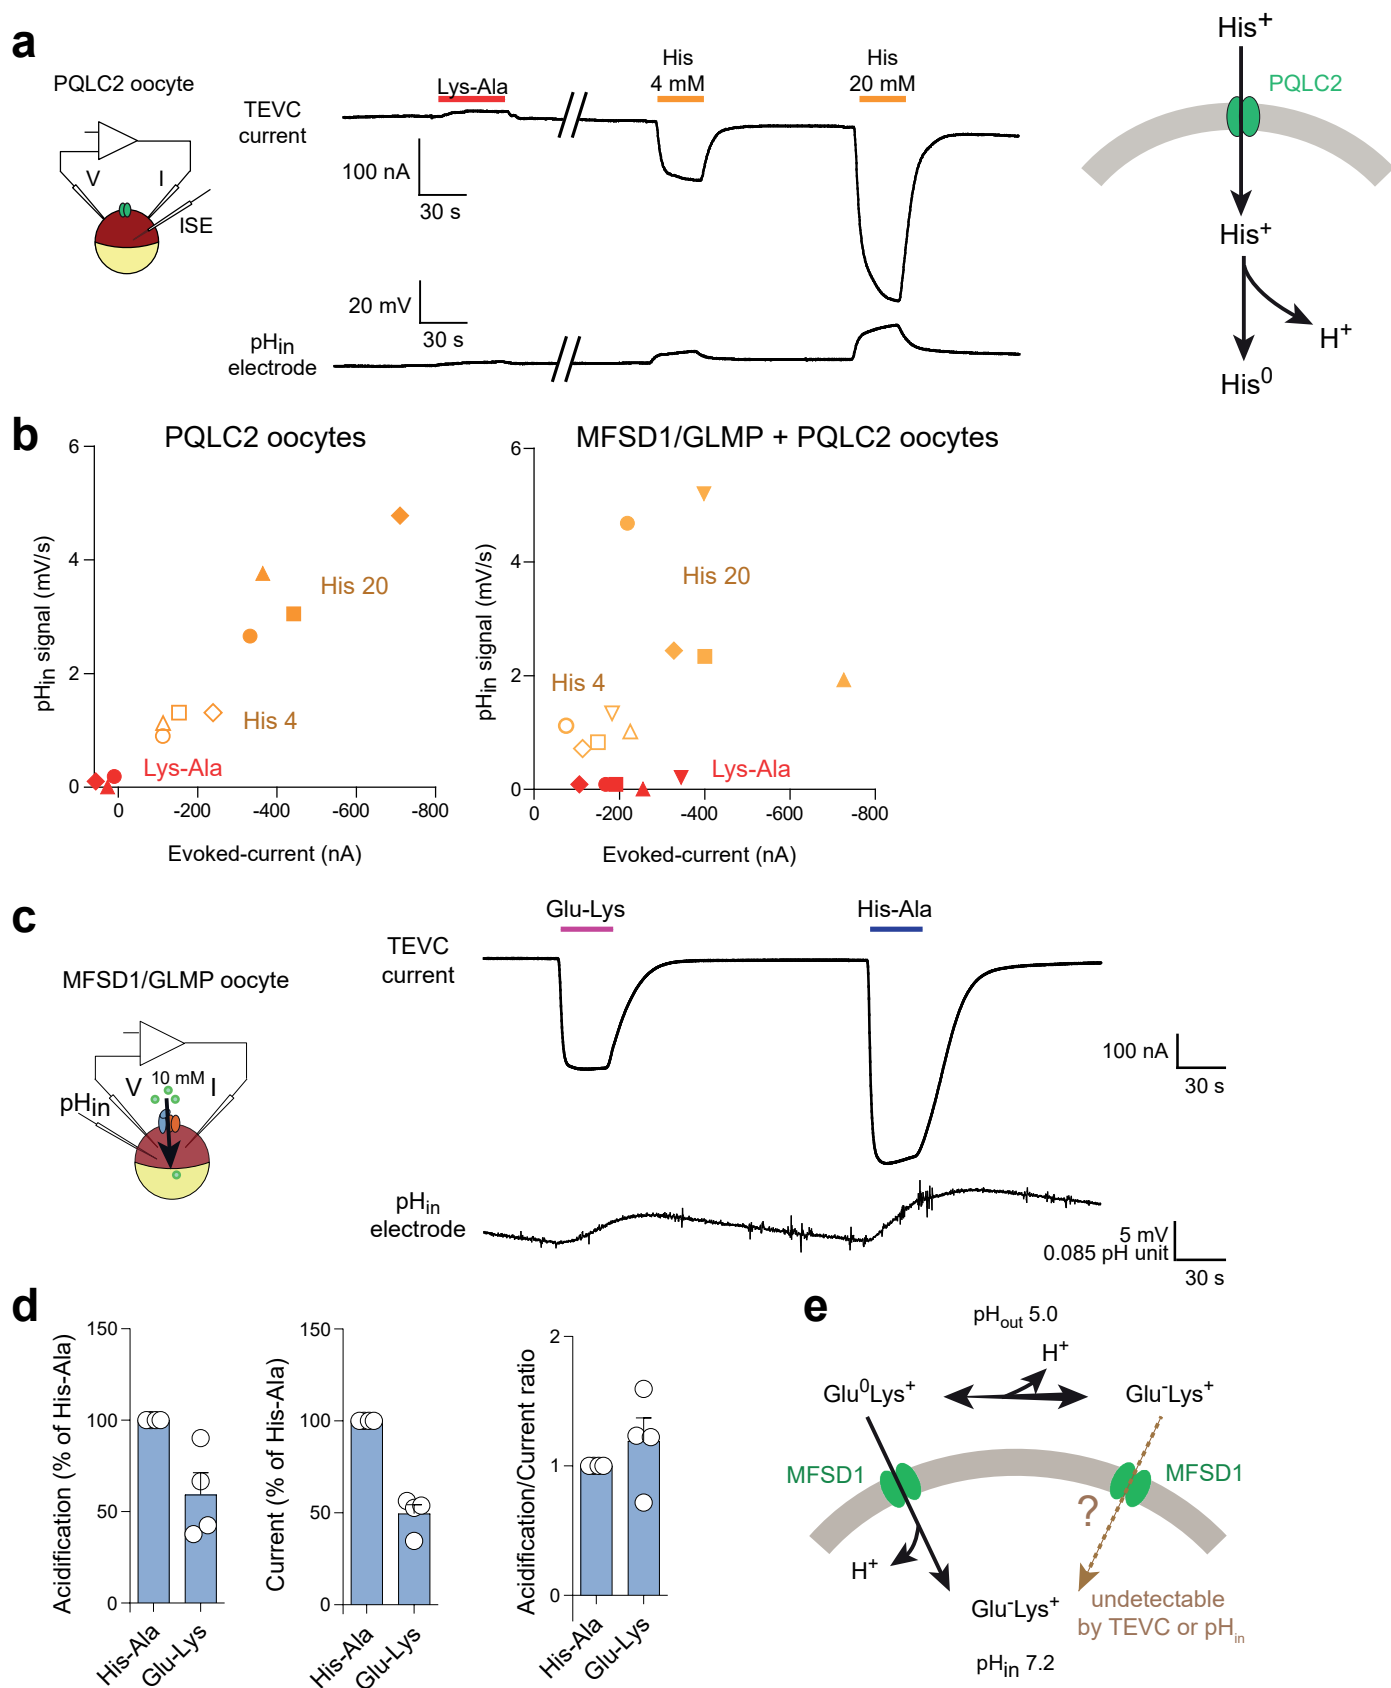 a
PQLC2 oocyte
V
I
ISE
TEVC
current
Lys-Ala
His
4 mM
His
20 mM
100 nA
30 s
20 mV
30 s
pHin
electrode
His+
PQLC2
His+
H+
His0
b
PQLC2 oocytes
pHin signal (mV/s)
6
4
2
0
His 20
His 4
Lys-Ala
0
-200
-400
-600
-800
Evoked-current (nA)
MFSD1/GLMP + PQLC2 oocytes
pHin signal (mV/s)
6
4
2
0
His 20
His 4
Lys-Ala
0
-200
-400
-600
-800
Evoked-current (nA)
c
MFSD1/GLMP oocyte
V
10 mM
I
pHin
TEVC
current
Glu-Lys
His-Ala
100 nA
30 s
pHin
electrode
5 mV
0.085 pH unit
30 s
d
Acidification (% of His-Ala)
150
100
50
0
His-Ala
Glu-Lys
Current (% of His-Ala)
150
100
50
0
His-Ala
Glu-Lys
Acidification/Current ratio
2
1
0
His-Ala
Glu-Lys
e
pHout 5.0
H+
Glu0Lys+
Glu-Lys+
MFSD1
MFSD1
?
H+
Glu-Lys+
undetectable
by TEVC or pHin
pHin 7.2